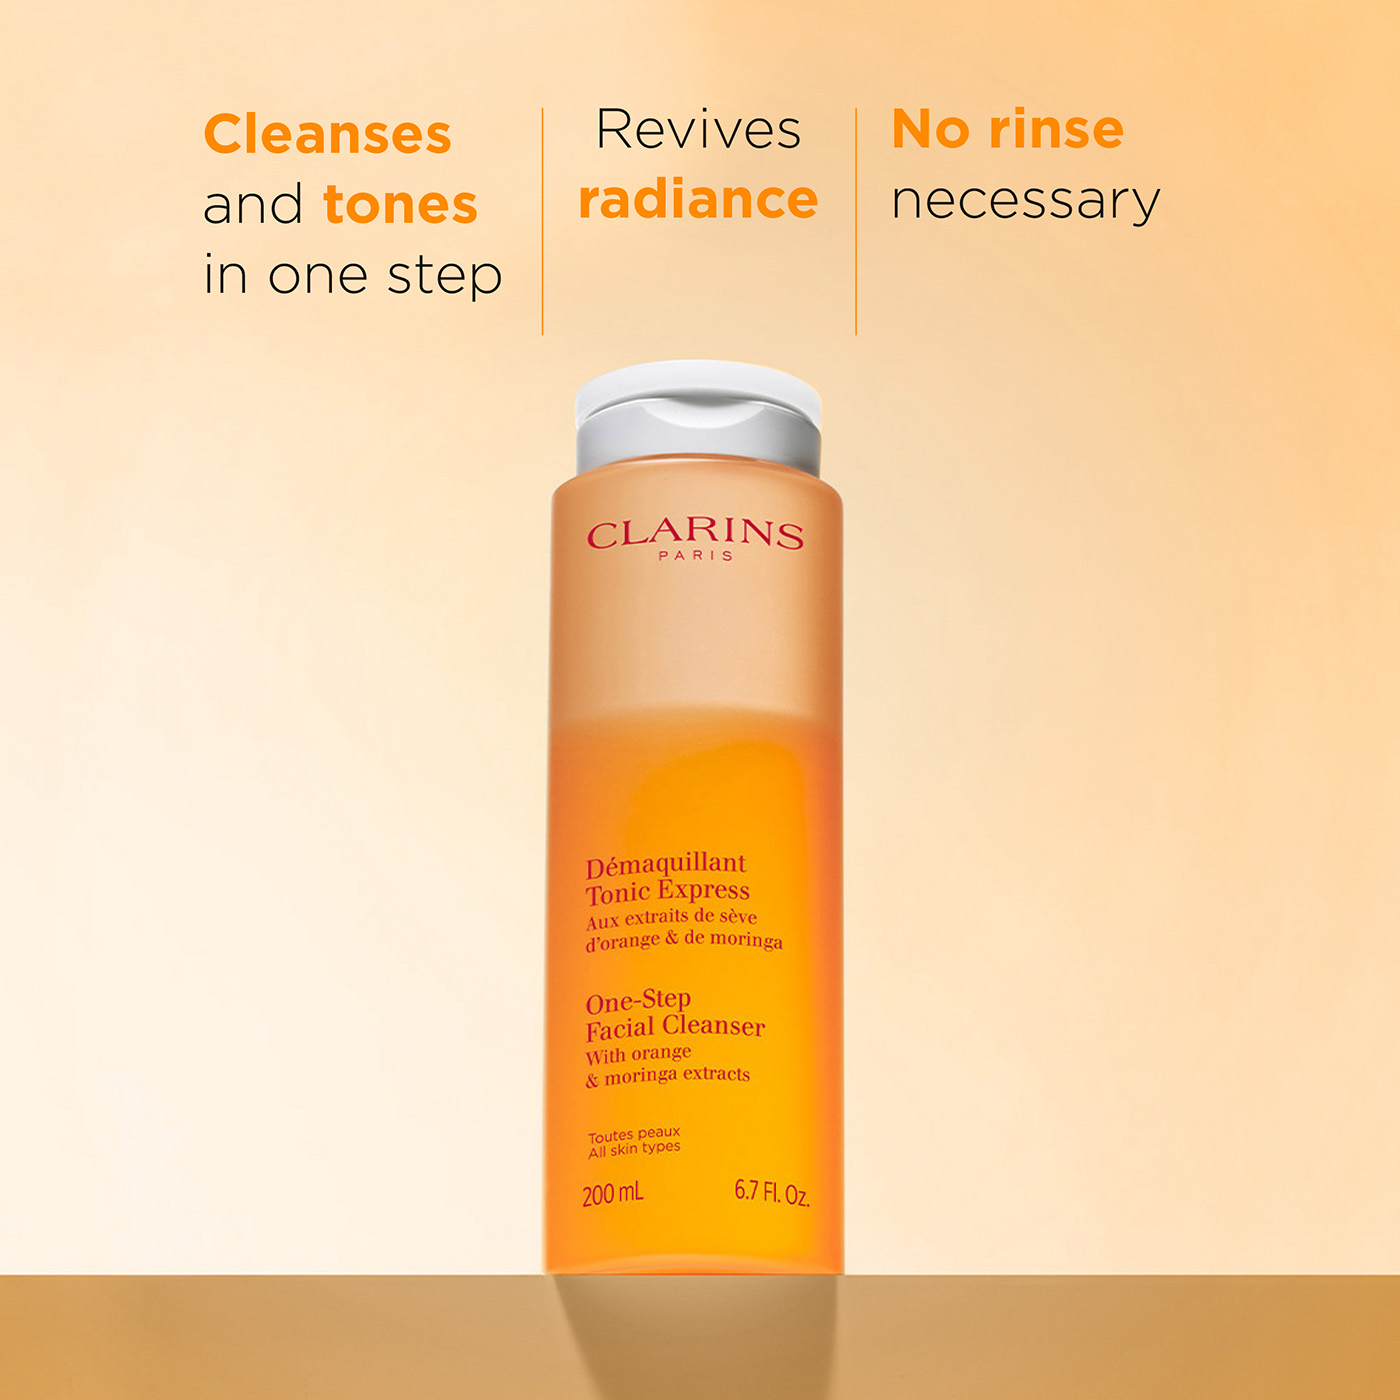 Cleanses
and tones
in one step
Revives
radiance
No rinse
necessary
CLARINS
PARIS
Démaquillant
Tonic Express
Aux extraits de sève
d'orange & de moringa
One-Step
Facial Cleanser
With orange
& moringa extracts
Toutes peaux
All skin types
200 mL 6.7 Fl. Oz.